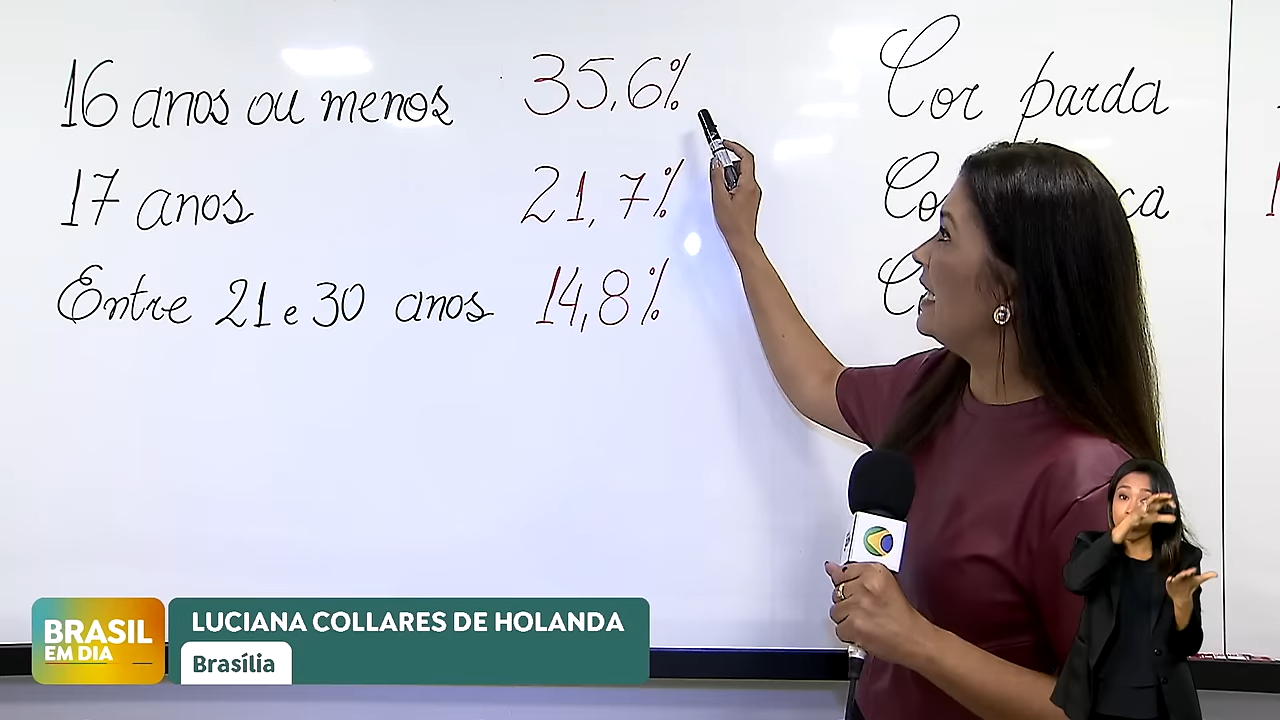 16 anos ou menos 35,6%
17 anos 21,7%
Entre 21 e 30 anos 14,8%
Cor parda
BRASIL
EM DIA
LUCIANA COLLARES DE HOLANDA
Brasília